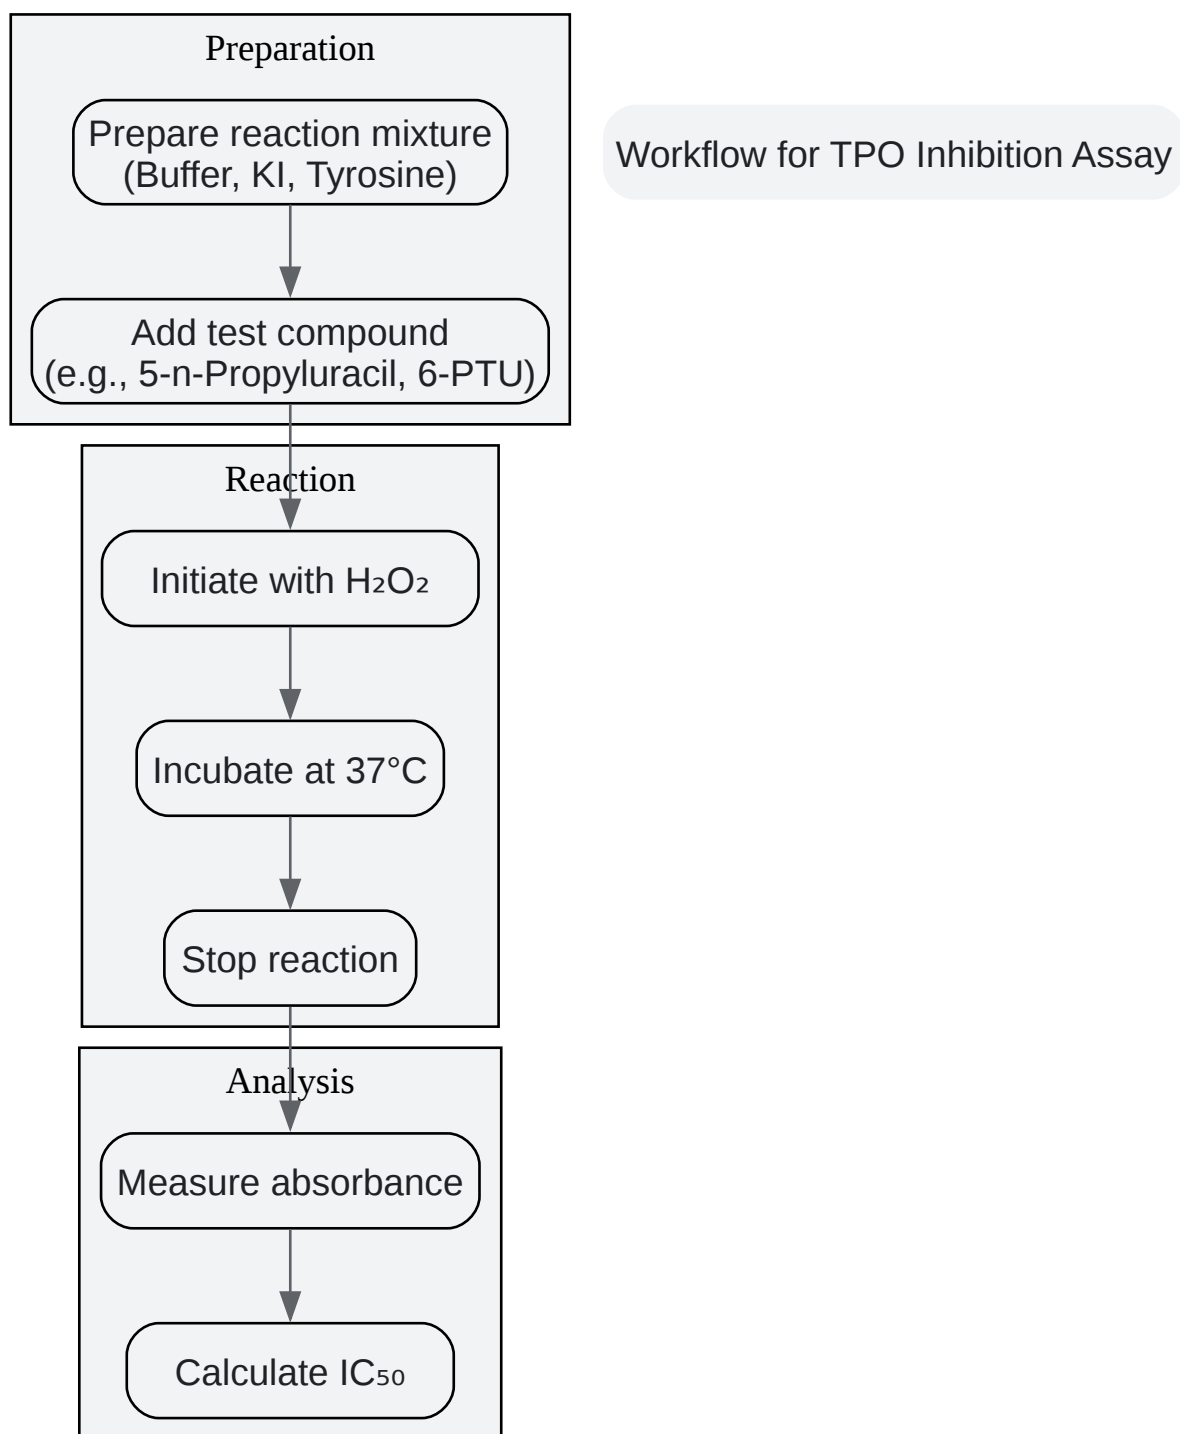 Preparation
Prepare reaction mixture
(Buffer, KI, Tyrosine)
Workflow for TPO Inhibition Assay
Add test compound
(e.g., 5-n-Propyluracil, 6-PTU)
Reaction
Initiate with H₂O₂
Incubate at 37°C
Stop reaction
Analysis
Measure absorbance
Calculate IC₅₀